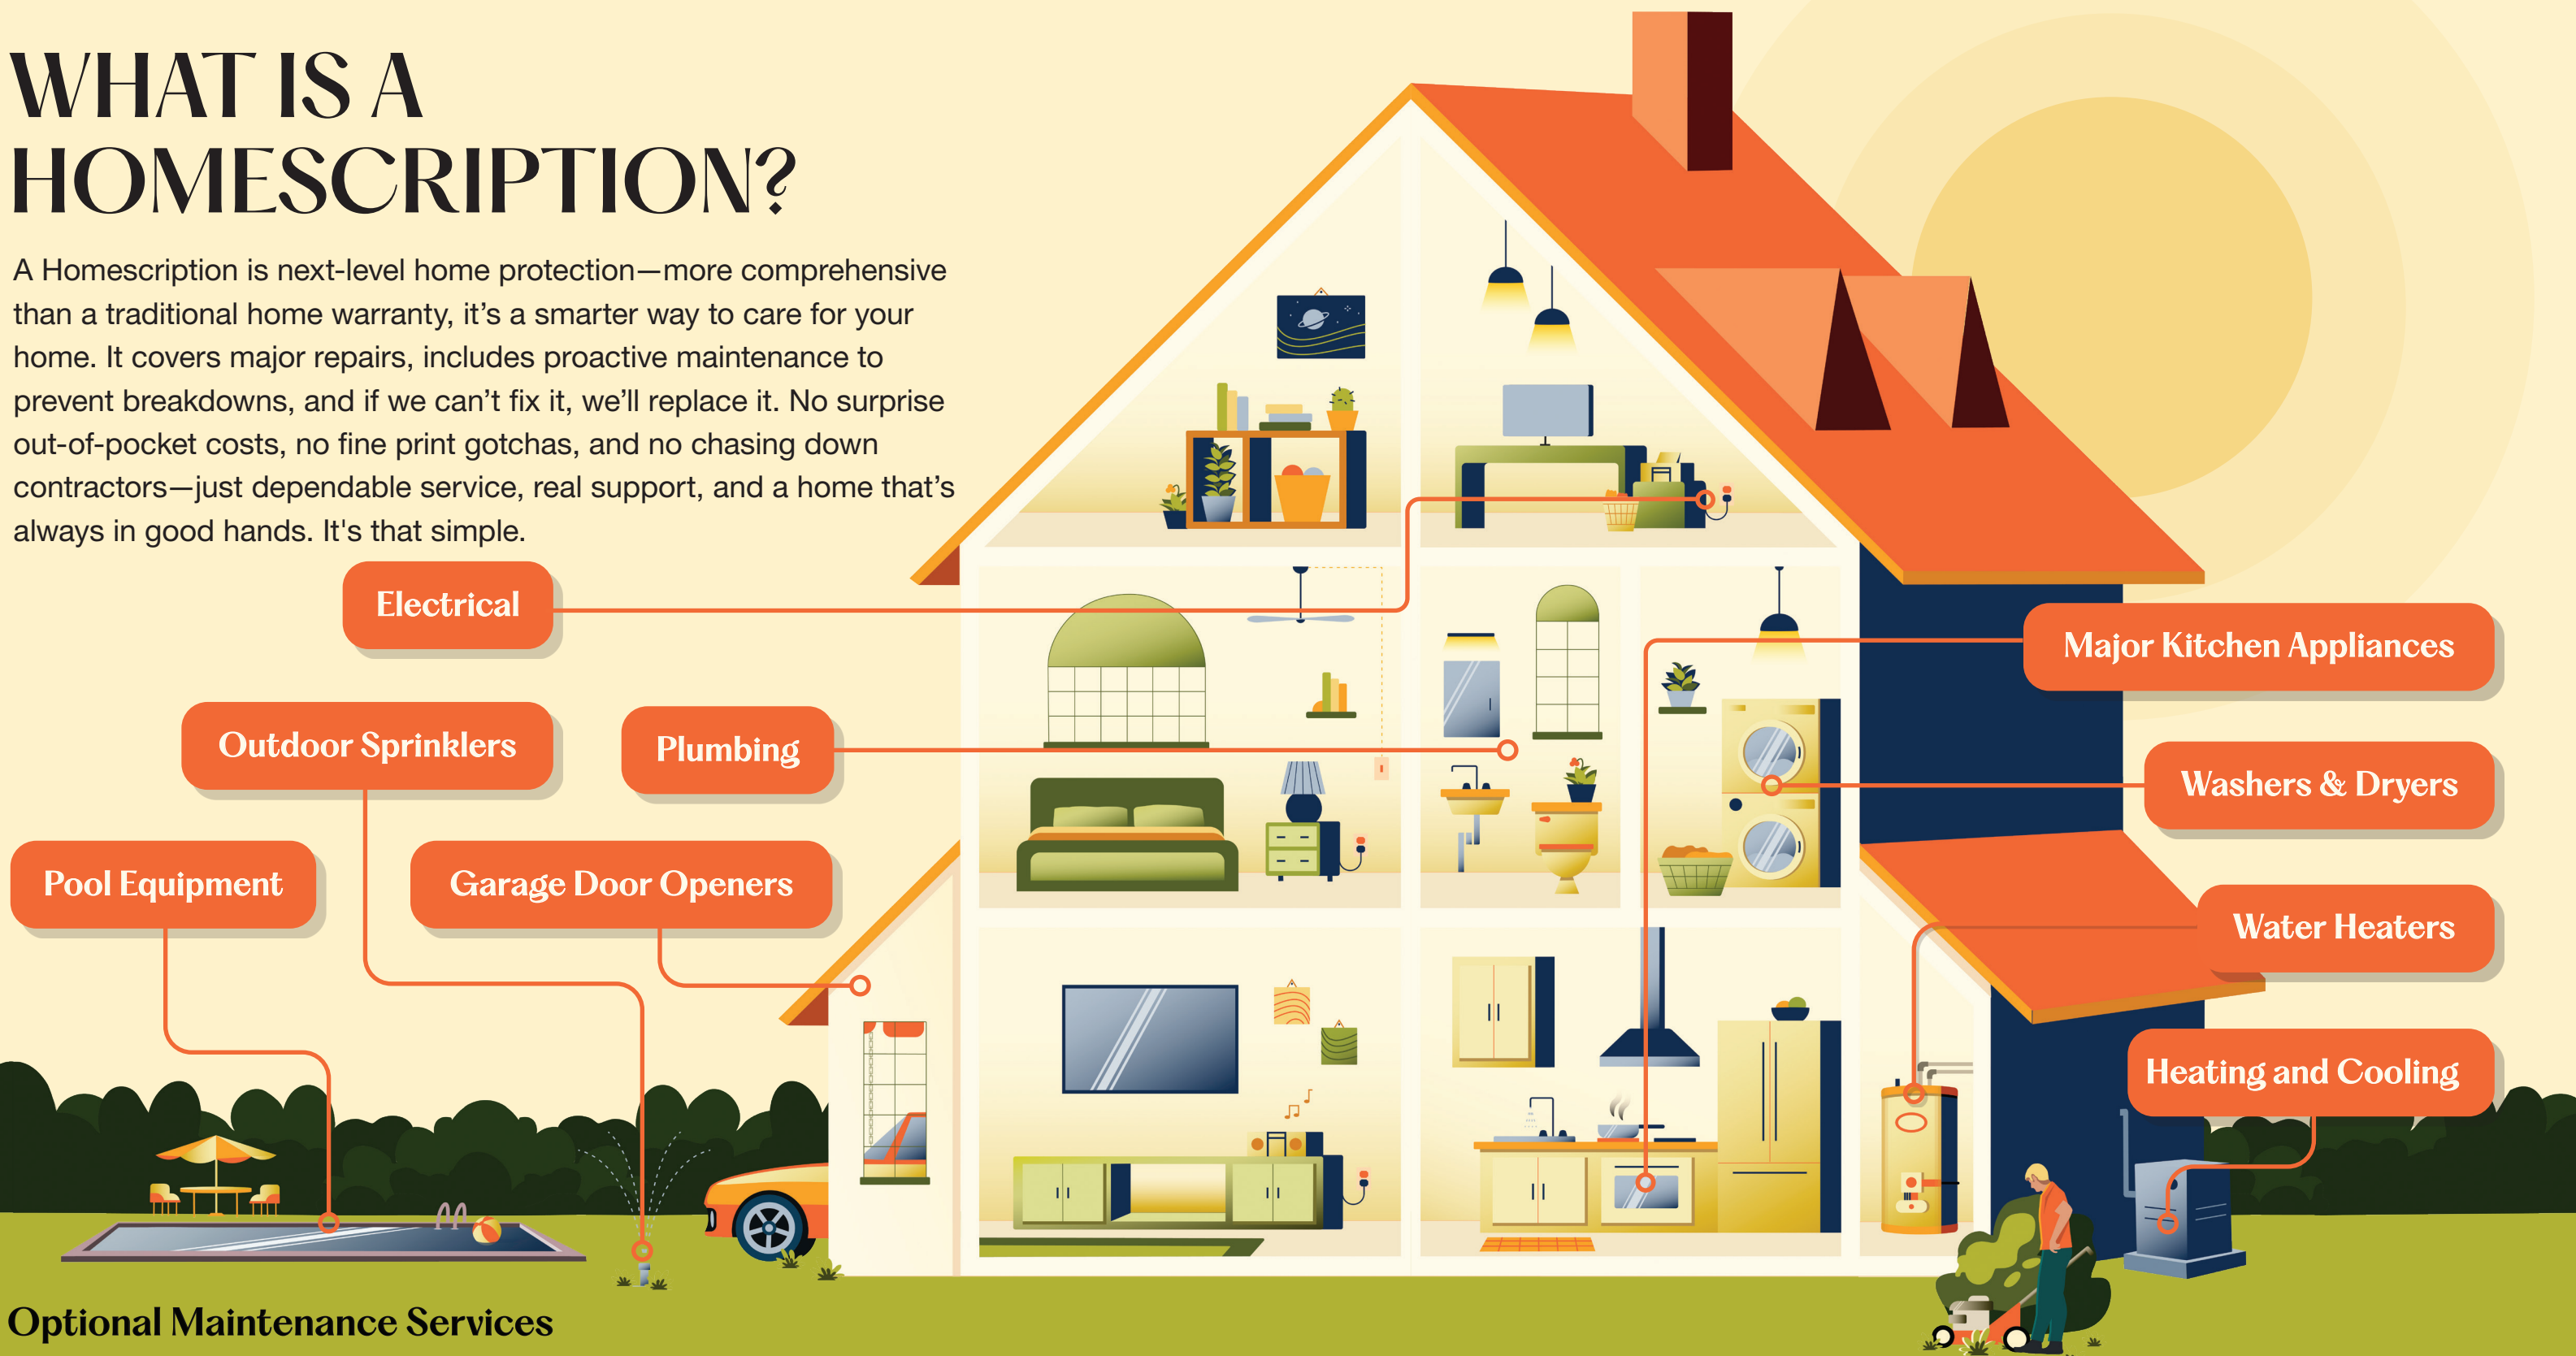 WHAT IS A
HOMESCRIPTION?
A Homescription is next-level home protection—more comprehensive
than a traditional home warranty, it’s a smarter way to care for your
home. It covers major repairs, includes proactive maintenance to
prevent breakdowns, and if we can’t fix it, we’ll replace it. No surprise
out-of-pocket costs, no fine print gotchas, and no chasing down
contractors—just dependable service, real support, and a home that’s
always in good hands. It's that simple.
Electrical
Major Kitchen Appliances
Outdoor Sprinklers
Plumbing
Washers & Dryers
Pool Equipment
Garage Door Openers
Water Heaters
Heating and Cooling
Optional Maintenance Services